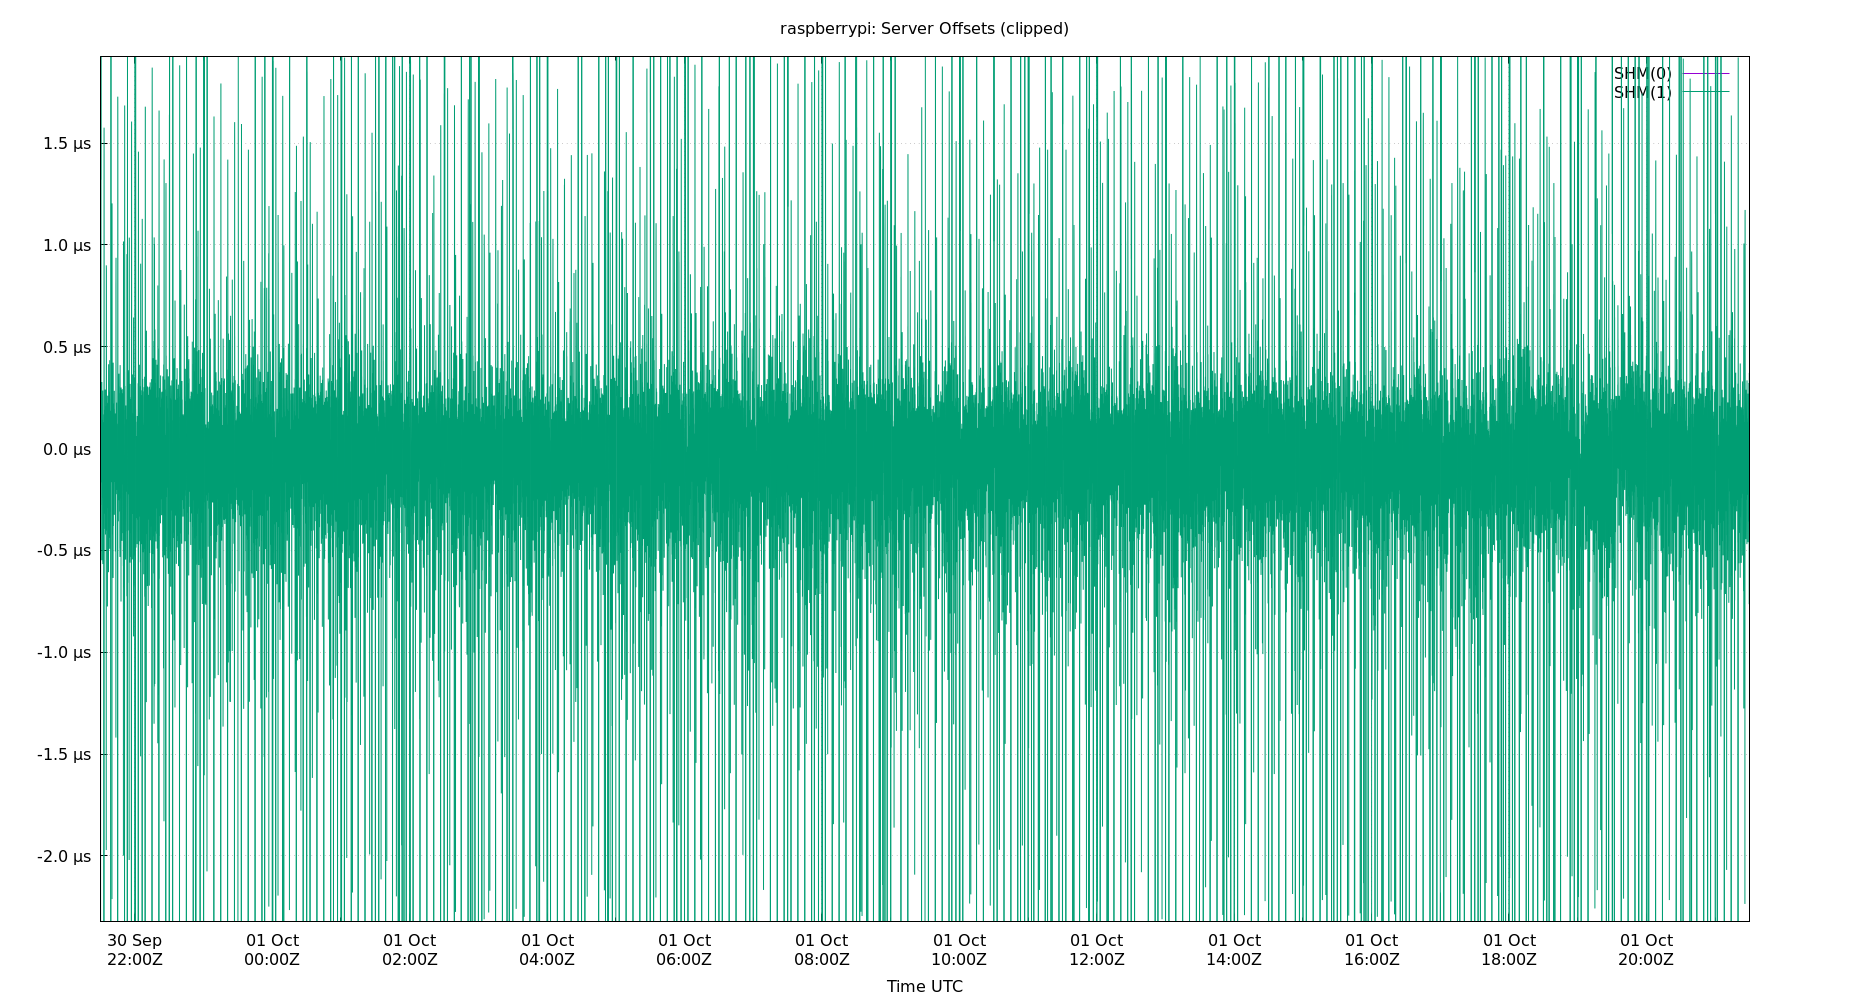 raspberrypi: Server Offsets (clipped)
SHM(0)
SHM(1)
1.5 µs
1.0 µs
0.5 µs
0.0 µs
-0.5 µs
-1.0 µs
-1.5 µs
-2.0 µs
30 Sep 01 Oct 01 Oct 01 Oct 01 Oct 01 Oct 01 Oct 01 Oct 01 Oct 01 Oct 01 Oct 01 Oct
22:00Z 00:00Z 02:00Z 04:00Z 06:00Z 08:00Z 10:00Z 12:00Z 14:00Z 16:00Z 18:00Z 20:00Z
Time UTC